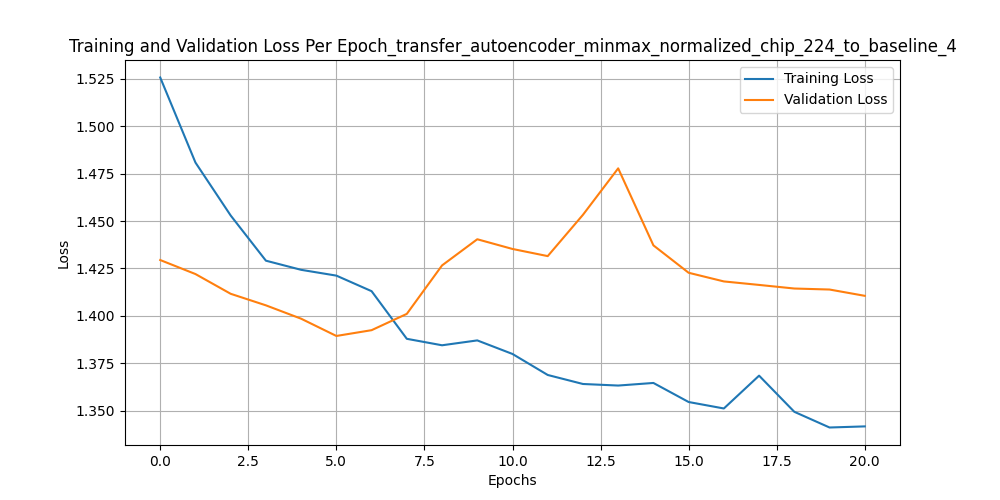 Training and Validation Loss Per Epoch_transfer_autoencoder_minmax_normalized_chip_224_to_baseline_4
Training Loss
Validation Loss
1.525
1.500
1.475
1.450
1.425
1.400
1.375
1.350
Loss
0.0 2.5 5.0 7.5 10.0 12.5 15.0 17.5 20.0
Epochs